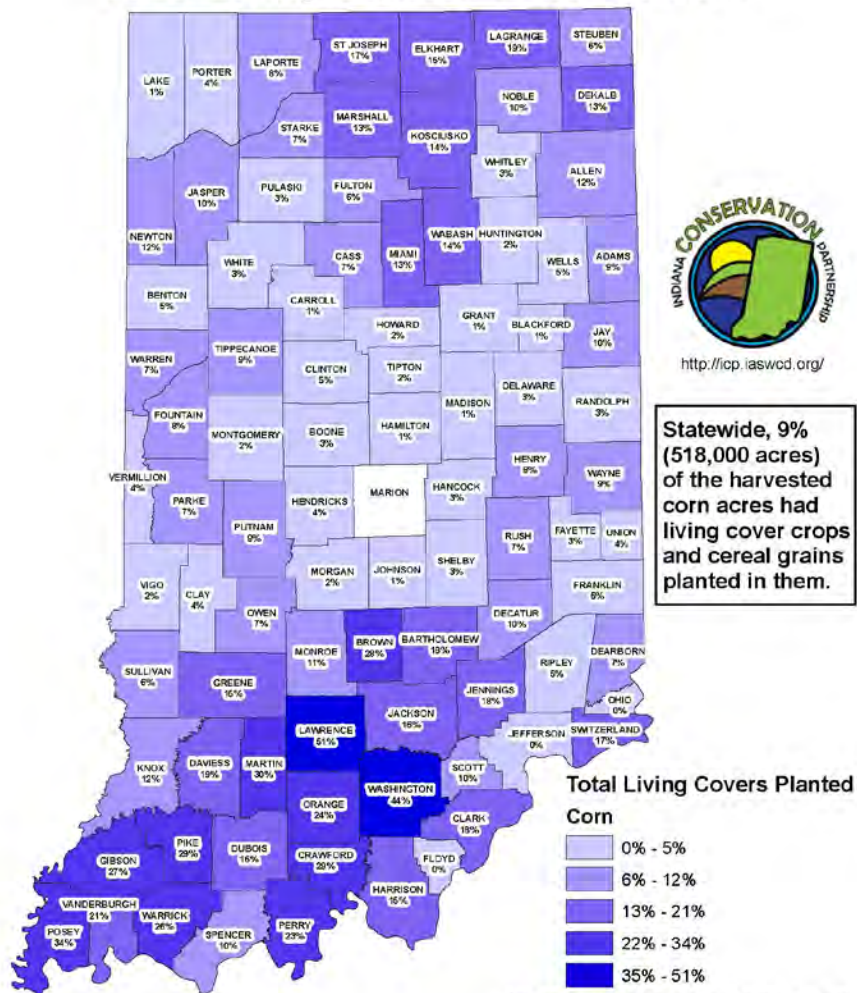 ST JOSEPH
17%
ELKHART
LAGRANGE
19%
STEUBEN
6%
LAKE
1%
PORTER
4%
LAPORTE
8%
NOBLE
10%
DEKALB
13%
STARKE
7%
MARSHALL
13%
KOSCIUSKO
14%
WHITLEY
3%
ALLEN
12%
JASPER
10%
PULASKI
3%
FULTON
6%
NEWTON
12%
WHITE
3%
CASS
7%
MIAMI
13%
WABASH
14%
HUNTINGTON
2%
WELLS
5%
ADAMS
9%
BENTON
5%
CARROLL
1%
HOWARD
2%
GRANT
1%
BLACKFORD
1%
JAY
10%
WARREN
7%
TIPPECANOE
9%
CLINTON
5%
TIPTON
2%
MADISON
1%
DELAWARE
3%
RANDOLPH
3%
FOUNTAIN
8%
MONTGOMERY
2%
BOONE
3%
HAMILTON
1%
HENRY
WAYNE
9%
VERMILLION
4%
PARKE
7%
PUTNAM
9%
HENDRICKS
4%
MARION
HANCOCK
3%
RUSH
7%
FAYETTE
3%
UNION
4%
VIGO
2%
CLAY
4%
OWEN
7%
MORGAN
2%
JOHNSON
1%
SHELBY
3%
FRANKLIN
DECATUR
10%
SULLIVAN
6%
GREENE
MONROE
11%
BROWN
28%
BARTHOLOMEW
19%
RIPLEY
5%
DEARBORN
7%
JENNINGS
18%
OHIO
0%
LAWRENCE
51%
JACKSON
JEFFERSON
0%
SWITZERLAND
17%
KNOX
12%
DAVIESS
19%
MARTIN
30%
ORANGE
24%
WASHINGTON
44%
SCOTT
10%
CLARK
GIBSON
27%
PIKE
29%
DUBOIS
CRAWFORD
FLOYD
0%
HARRISON
POSEY
34%
VANDERBURGH
21%
WARRICK
SPENCER
10%
PERRY
23%
INDIANA CONSERVATION PARTNERSHIP
http://icp.iaswcd.org/
Statewide, 9%
(518,000 acres)
of the harvested
corn acres had
living cover crops
and cereal grains
planted in them.
Total Living Covers Planted
Corn
0% - 5%
6% - 12%
13% - 21%
22% - 34%
35% - 51%